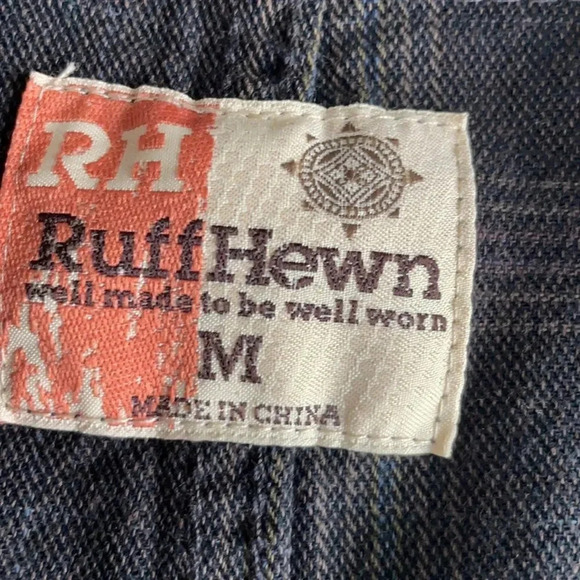 RH
RuffHewn
well made to be well worn
M
MADE IN CHINA